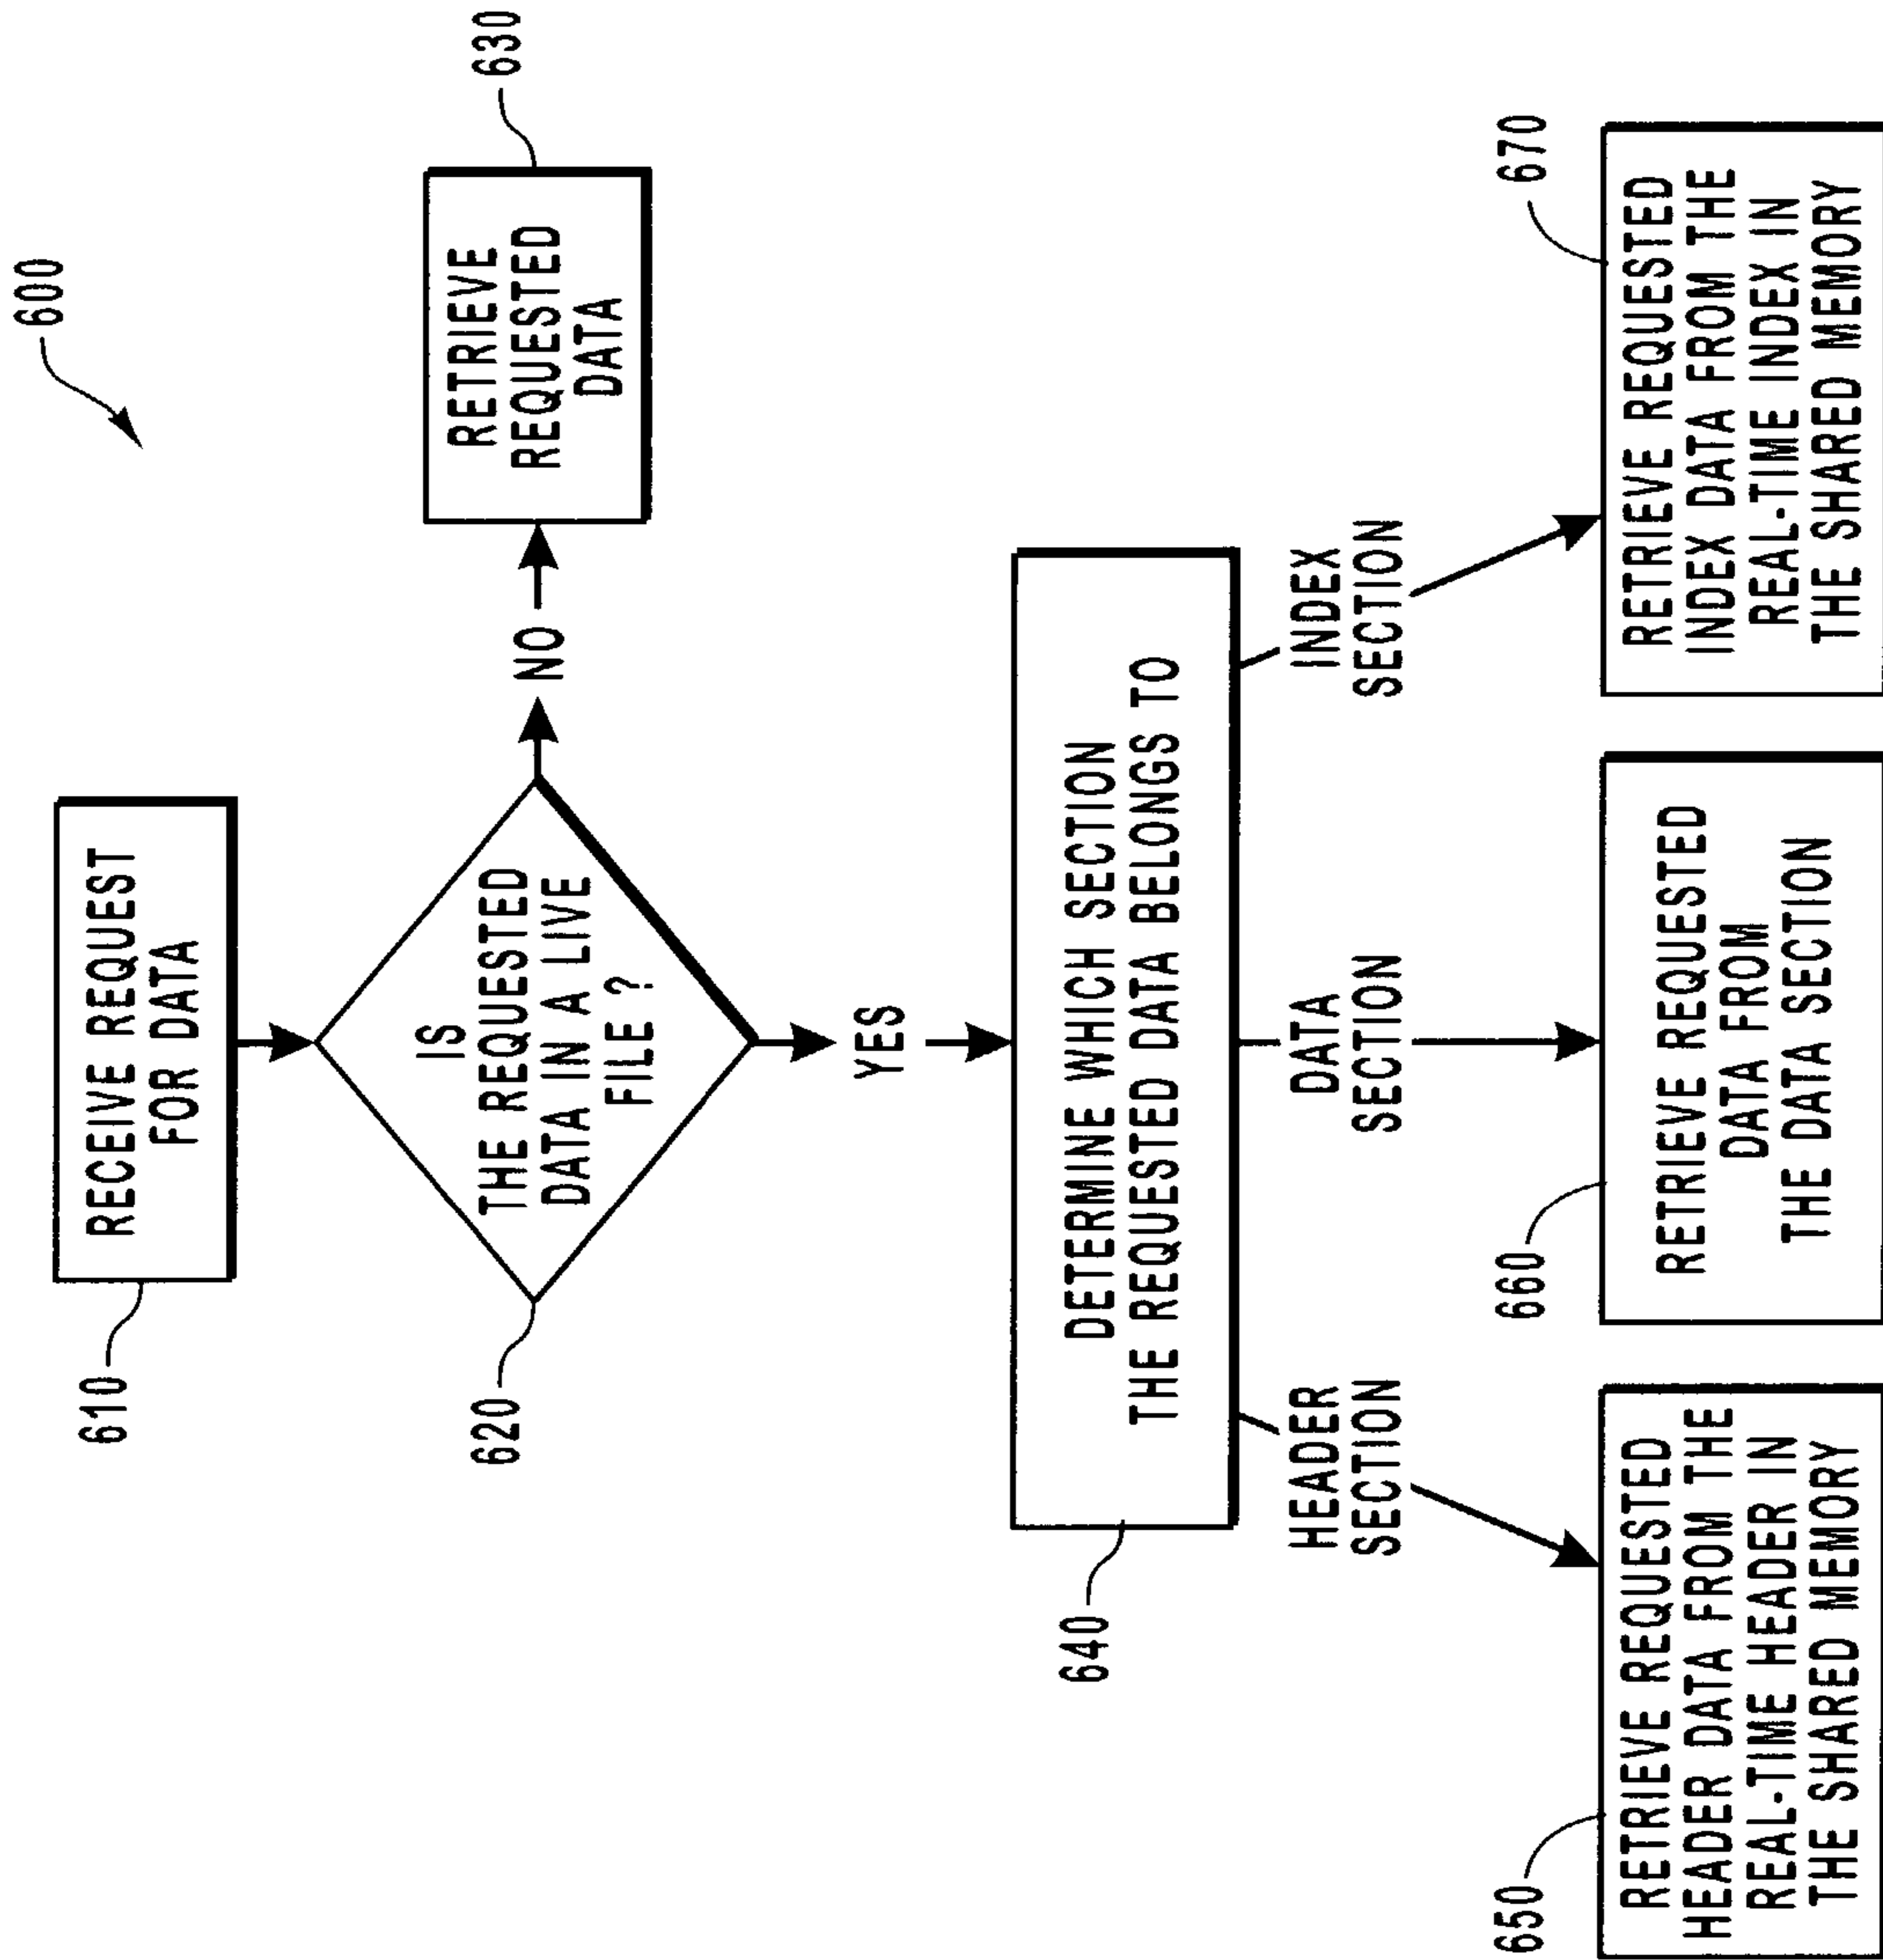 600
610
RECEIVE REQUEST
FOR DATA
620
IS
THE REQUESTED
DATA IN A LIVE
FILE ?
NO
630
RETRIEVE
REQUESTED
DATA
YES
640
DETERMINE WHICH SECTION
THE REQUESTED DATA BELONGS TO
HEADER
SECTION
DATA
SECTION
INDEX
SECTION
650
RETRIEVE REQUESTED
HEADER DATA FROM THE
REAL-TIME HEADER IN
THE SHARED MEMORY
660
RETRIEVE REQUESTED
DATA FROM
THE DATA SECTION
670
RETRIEVE REQUESTED
INDEX DATA FROM THE
REAL-TIME INDEX IN
THE SHARED MEMORY